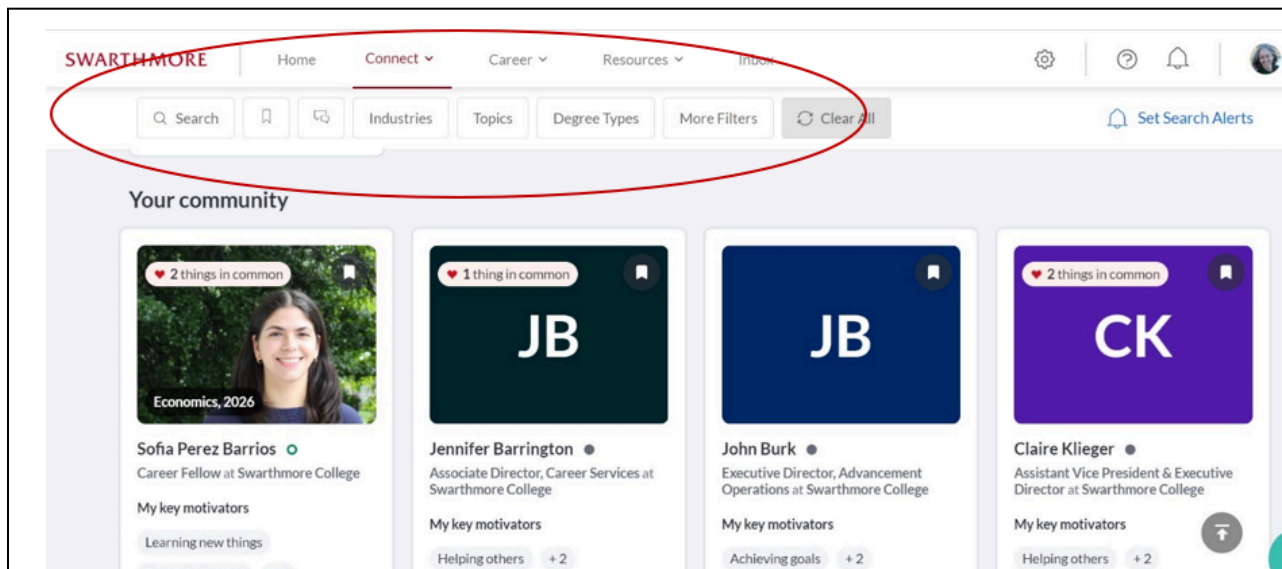 SWARTHMORE Home Connect Career Resources Inbox
Search Industries Topics Degree Types More Filters Clear All Set Search Alerts
Your community
2 things in common
Economics, 2026
Sofia Perez Barrios
Career Fellow at Swarthmore College
My key motivators
Learning new things
1 thing in common
JB
Jennifer Barrington
Associate Director, Career Services at
Swarthmore College
My key motivators
Helping others +2
JB
John Burk
Executive Director, Advancement
Operations at Swarthmore College
My key motivators
Achieving goals +2
2 things in common
CK
Claire Klieger
Assistant Vice President & Executive
Director at Swarthmore College
My key motivators
Helping others +2